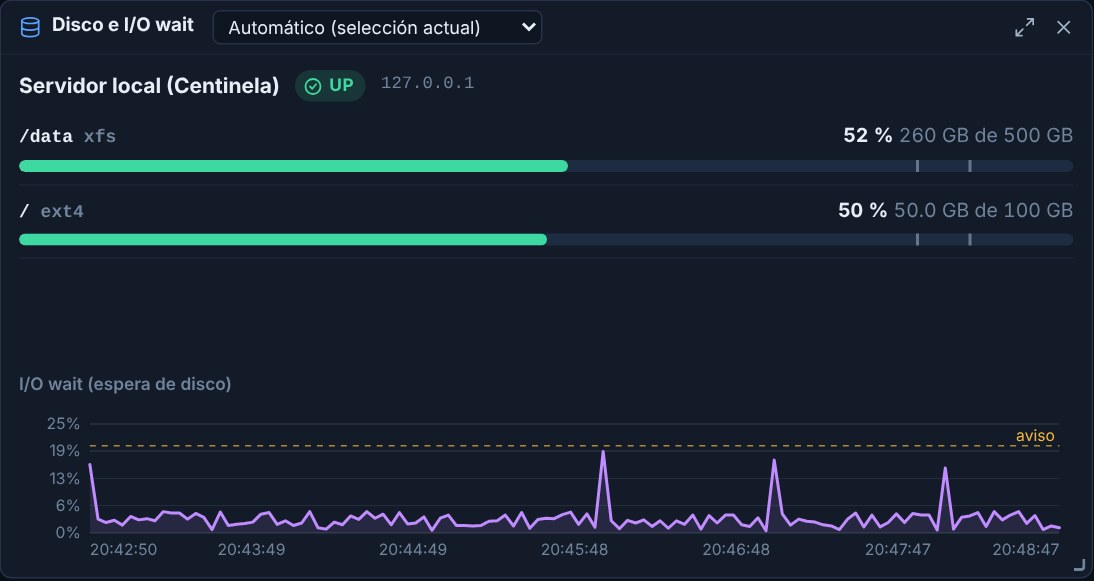 Disco e I/O wait Automático (selección actual)
Servidor local (Centinela) UP 127.0.0.1
/data xfs 52 % 260 GB de 500 GB
/ ext4 50 % 50.0 GB de 100 GB
I/O wait (espera de disco)
25%
aviso
19%
13%
6%
0%
20:42:50 20:43:49 20:44:49 20:45:48 20:46:48 20:47:47 20:48:47